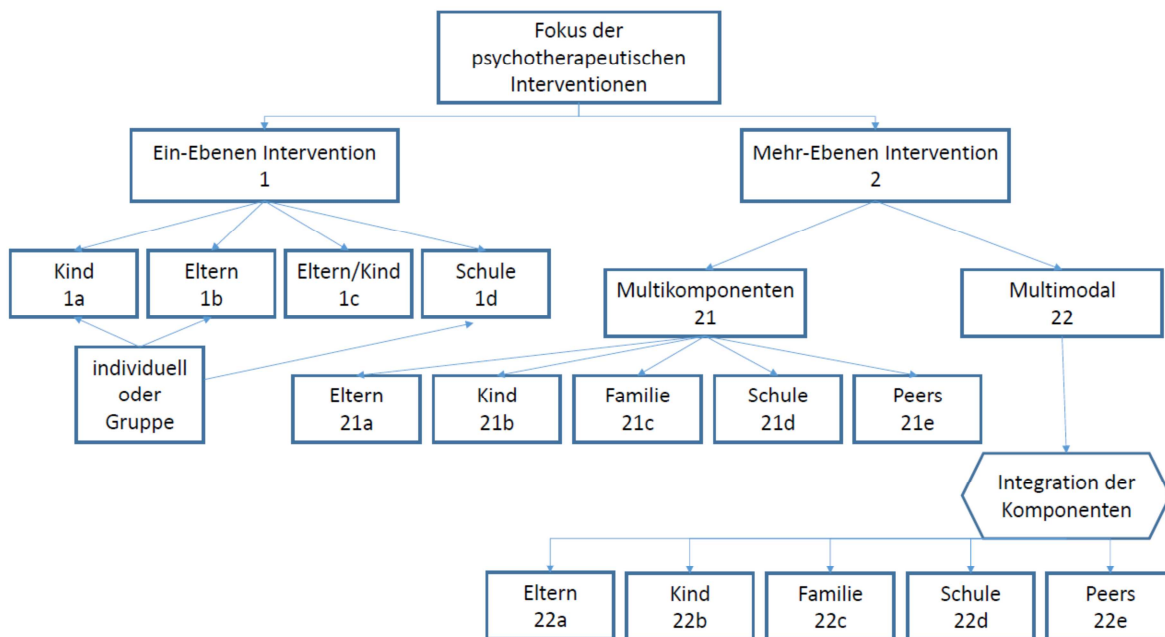 Fokus der
psychotherapeutischen
Interventionen
Ein-Ebenen Intervention
1
Mehr-Ebenen Intervention
2
Kind
1a
Eltern
1b
Eltern/Kind
1c
Schule
1d
Multikomponenten
21
Multimodal
22
individuell
oder
Gruppe
Eltern
21a
Kind
21b
Familie
21c
Schule
21d
Peers
21e
Integration der
Komponenten
Eltern
22a
Kind
22b
Familie
22c
Schule
22d
Peers
22e